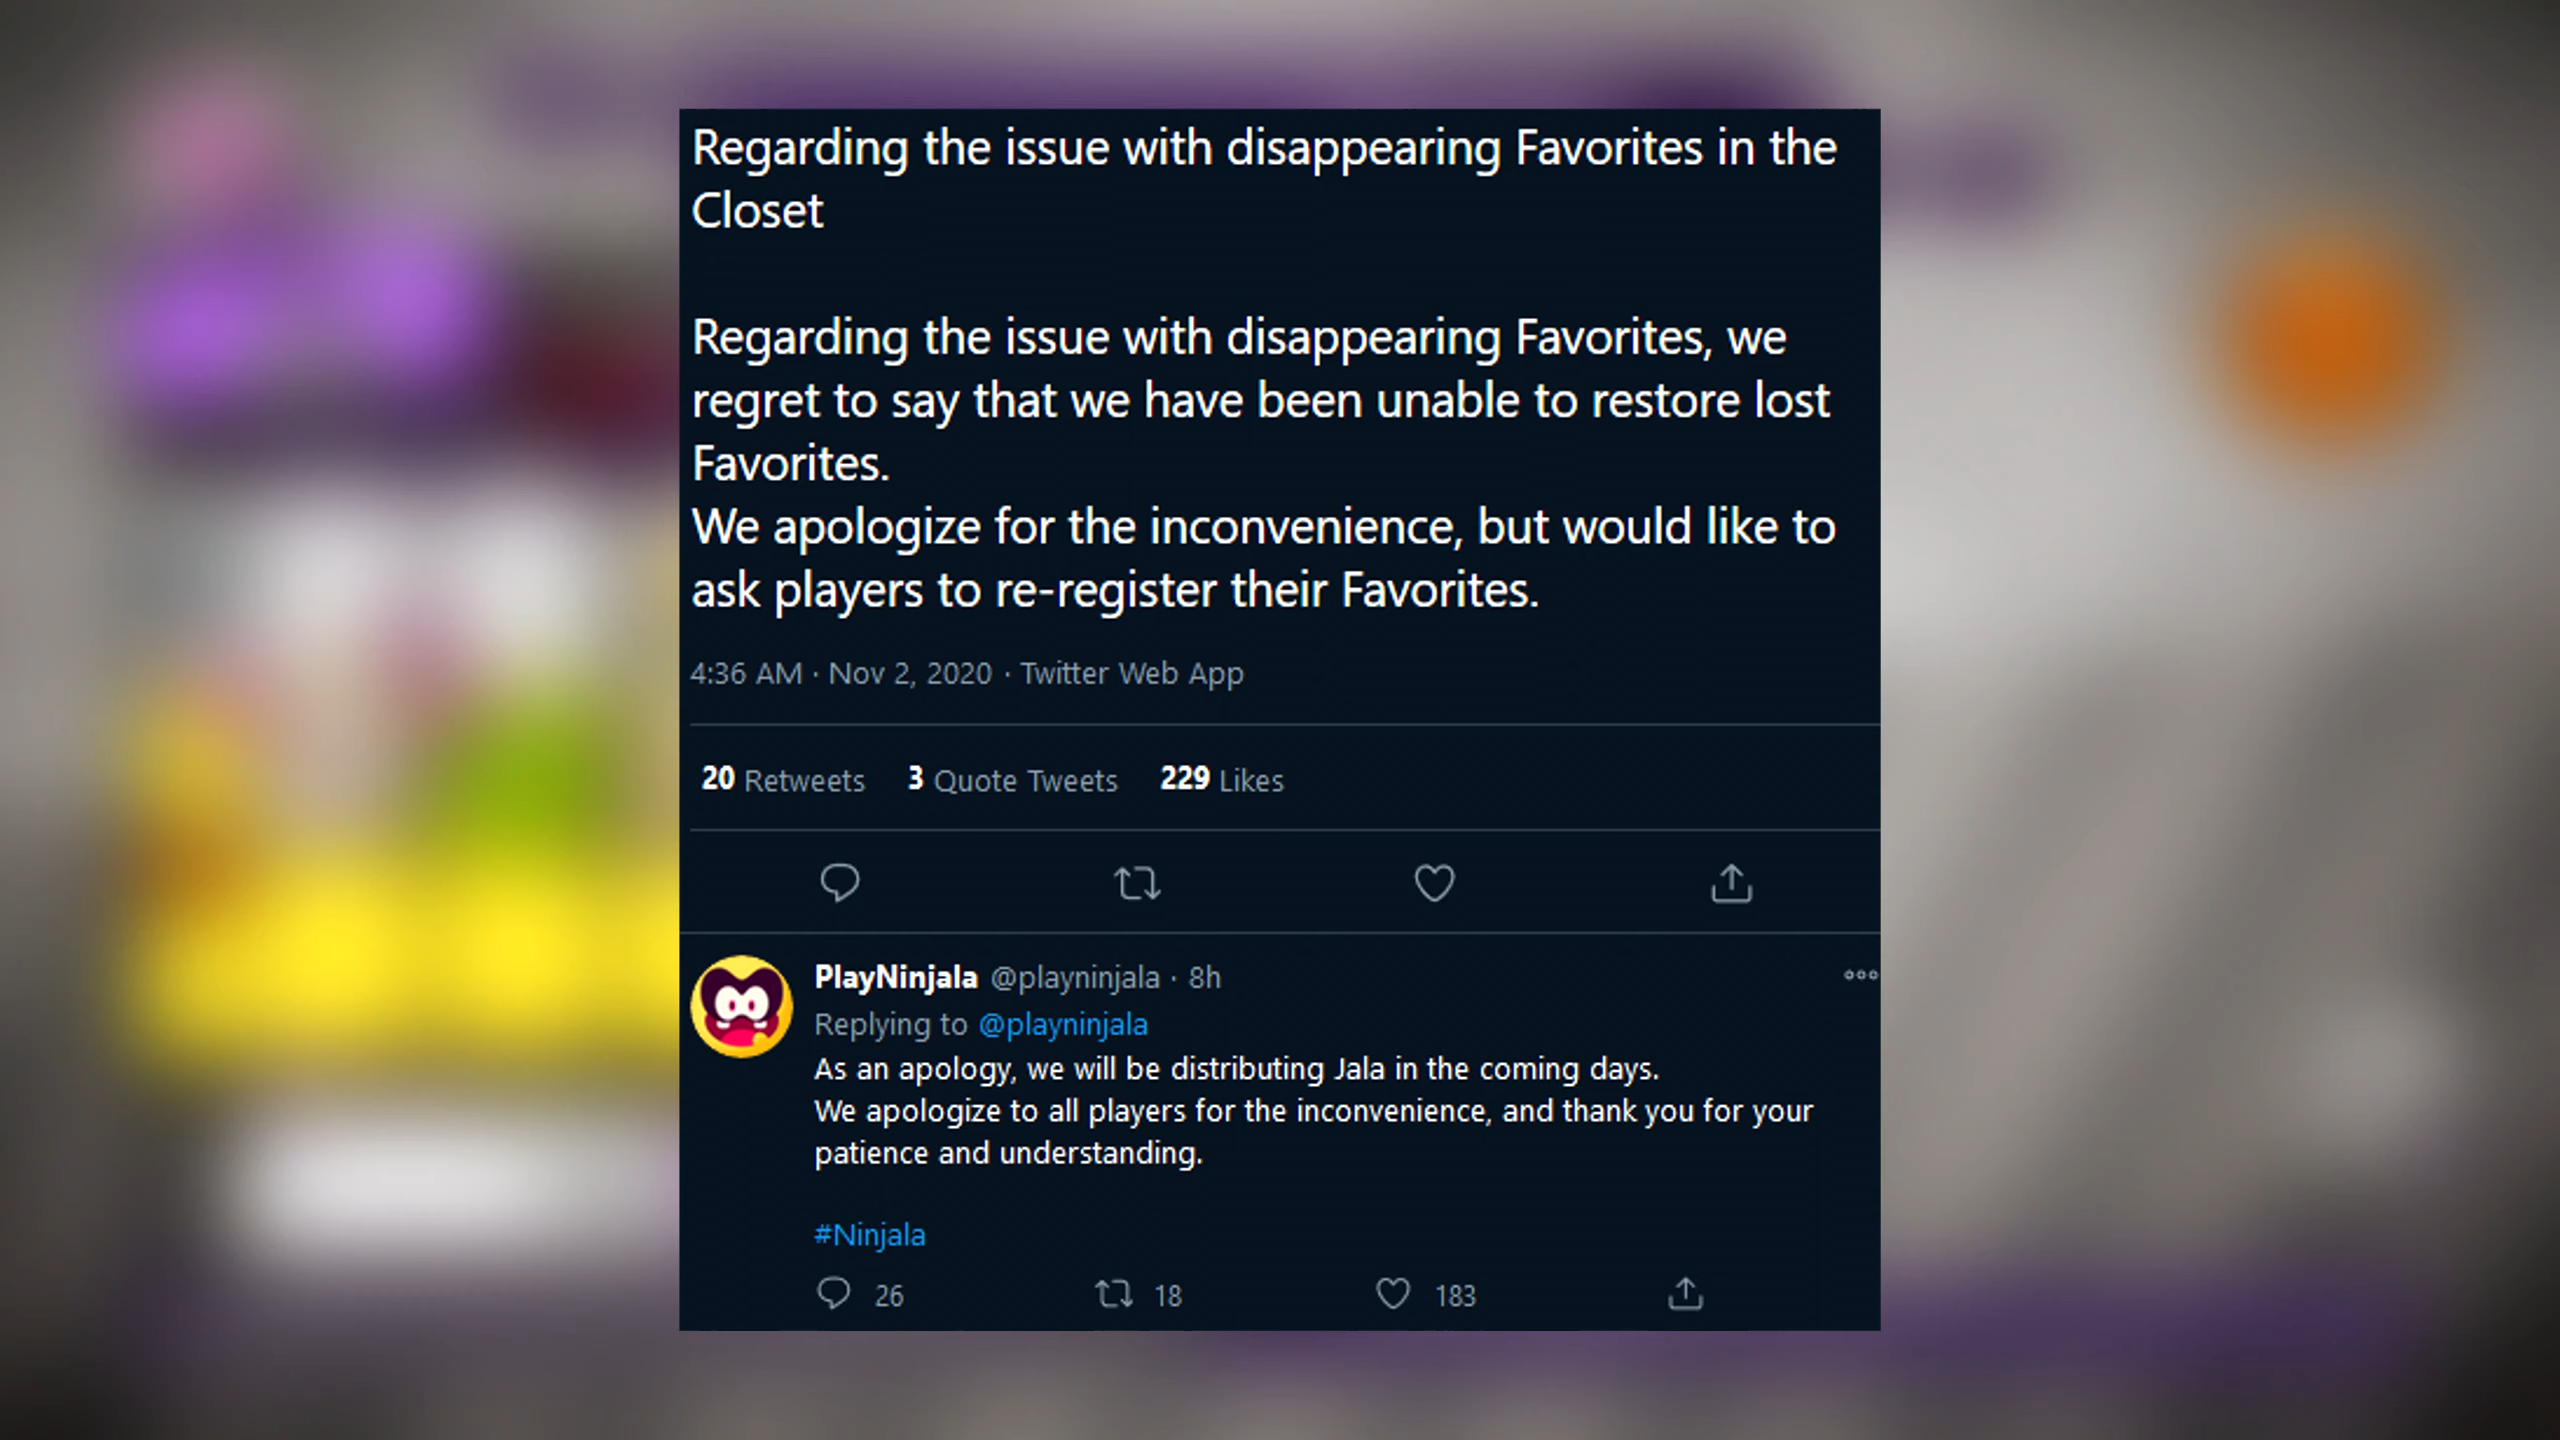 Regarding the issue with disappearing Favorites in the
Closet
Regarding the issue with disappearing Favorites, we
regret to say that we have been unable to restore lost
Favorites.
We apologize for the inconvenience, but would like to
ask players to re-register their Favorites.
4:36 AM · Nov 2, 2020 · Twitter Web App
20 Retweets 3 Quote Tweets 229 Likes
PlayNinjala @playninjala · 8h
Replying to @playninjala
As an apology, we will be distributing Jala in the coming days.
We apologize to all players for the inconvenience, and thank you for your
patience and understanding.
#Ninjala
26 18 183